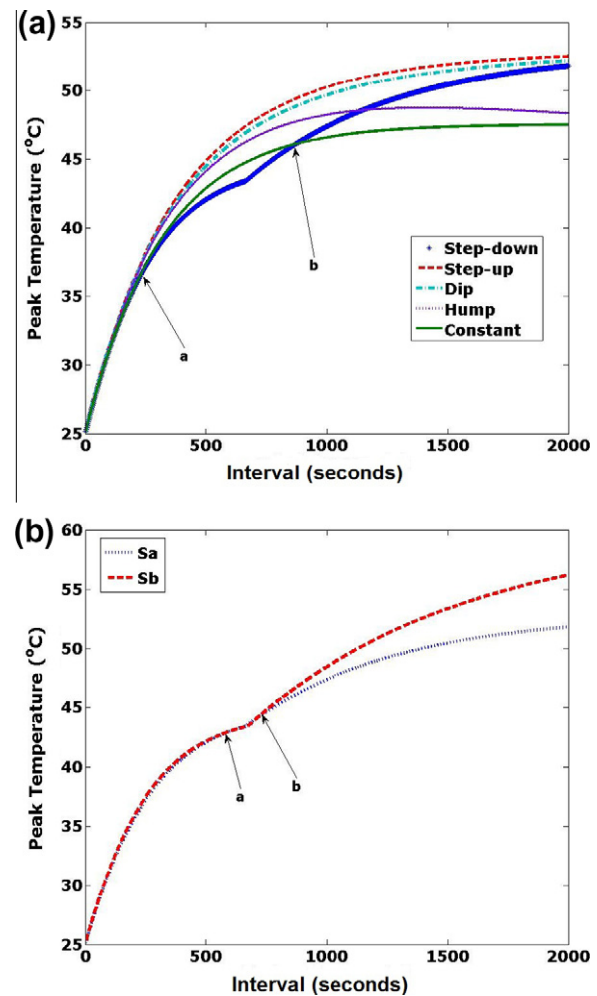 (a)
55
50
45
40
35
30
25
Peak Temperature (°C)
a
b
Step-down
Step-up
Dip
Hump
Constant
0 500 1000 1500 2000
Interval (seconds)
(b)
60
55
50
45
40
35
30
25
Peak Temperature (°C)
Sa
Sb
a
b
0 500 1000 1500 2000
Interval (seconds)